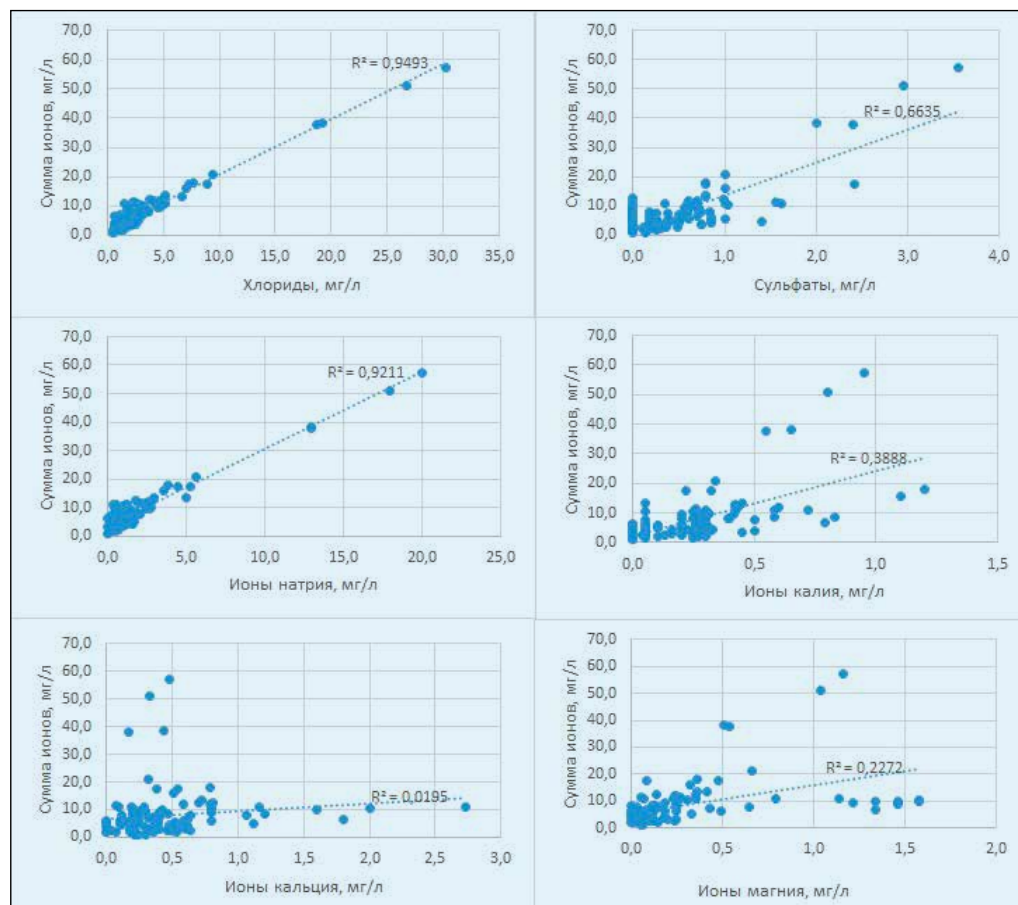 70,0
60,0
50,0
40,0
30,0
20,0
10,0
0,0
Сумма ионов, мг/л
R² = 0,9493
0,0 5,0 10,0 15,0 20,0 25,0 30,0 35,0
Хлориды, мг/л
70,0
60,0
50,0
40,0
30,0
20,0
10,0
0,0
Сумма ионов, мг/л
R² = 0,6635
0,0 1,0 2,0 3,0 4,0
Сульфаты, мг/л
70,0
60,0
50,0
40,0
30,0
20,0
10,0
0,0
Сумма ионов, мг/л
R² = 0,9211
0,0 5,0 10,0 15,0 20,0 25,0
Ионы натрия, мг/л
70,0
60,0
50,0
40,0
30,0
20,0
10,0
0,0
Сумма ионов, мг/л
R² = 0,3888
0,0 0,5 1,0 1,5
Ионы калия, мг/л
70,0
60,0
50,0
40,0
30,0
20,0
10,0
0,0
Сумма ионов, мг/л
R² = 0,0195
0,0 0,5 1,0 1,5 2,0 2,5 3,0
Ионы кальция, мг/л
70,0
60,0
50,0
40,0
30,0
20,0
10,0
0,0
Сумма ионов, мг/л
R² = 0,2272
0,0 0,5 1,0 1,5 2,0
Ионы магния, мг/л